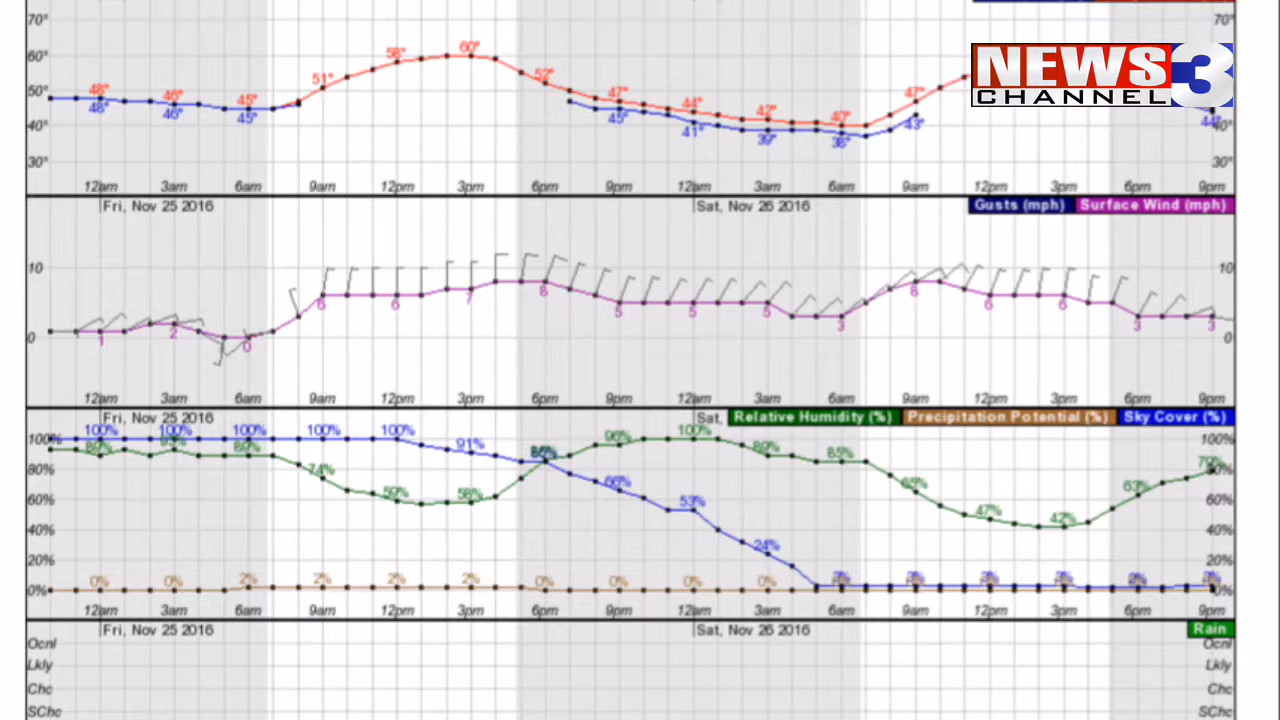 70° 70°
60° 58° 60°
51° 52°
50° 48° 46° 45° 47° 44° 42° 40° 47°
48° 46° 45° 45° 41° 39° 38° 43° 44°
40° 40°
30° 30°
NEWS 3
CHANNEL
12am 3am 6am 9am 12pm 3pm 6pm 9pm 12am 3am 6am 9am 12pm 3pm 6pm 9pm
Fri, Nov 25 2016 Sat, Nov 26 2016 Gusts (mph) Surface Wind (mph)
10 10
1 2 0 6 6 7 8 5 5 5 3 8 6 6 3 3
0 0
12am 3am 6am 9am 12pm 3pm 6pm 9pm 12am 3am 6am 9am 12pm 3pm 6pm 9pm
Fri, Nov 25 2016 Sat, Relative Humidity (%) Precipitation Potential (%) Sky Cover (%)
100% 100% 100% 100% 100% 100% 91% 96% 100% 100%
89% 93% 89% 74% 59% 58% 66% 53% 89% 85% 65% 47% 42% 63% 79%
80% 80%
60% 60%
40% 24% 40%
20% 20%
0% 0% 0% 2% 2% 2% 2% 0% 0% 0% 0% 0%
12am 3am 6am 9am 12pm 3pm 6pm 9pm 12am 3am 6am 9am 12pm 3pm 6pm 9pm
Fri, Nov 25 2016 Sat, Nov 26 2016 Rain
Ocnl Ocnl
Lkly Lkly
Chc Chc
SChc SChc